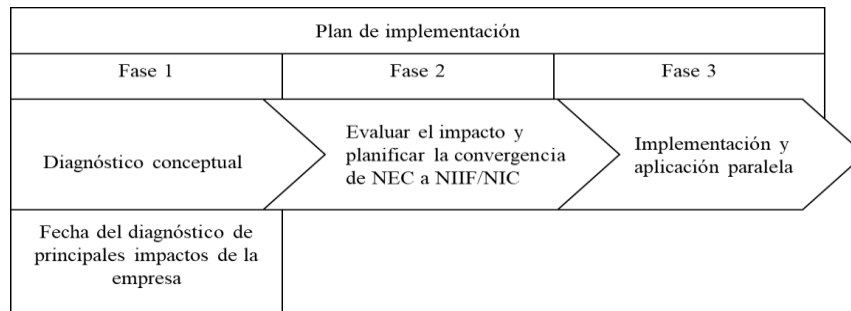 Plan de implementación
Fase 1
Fase 2
Fase 3
Diagnóstico conceptual
Evaluar el impacto y
planificar la convergencia
de NEC a NIIF/NIC
Implementación y
aplicación paralela
Fecha del diagnóstico de
principales impactos de la
empresa